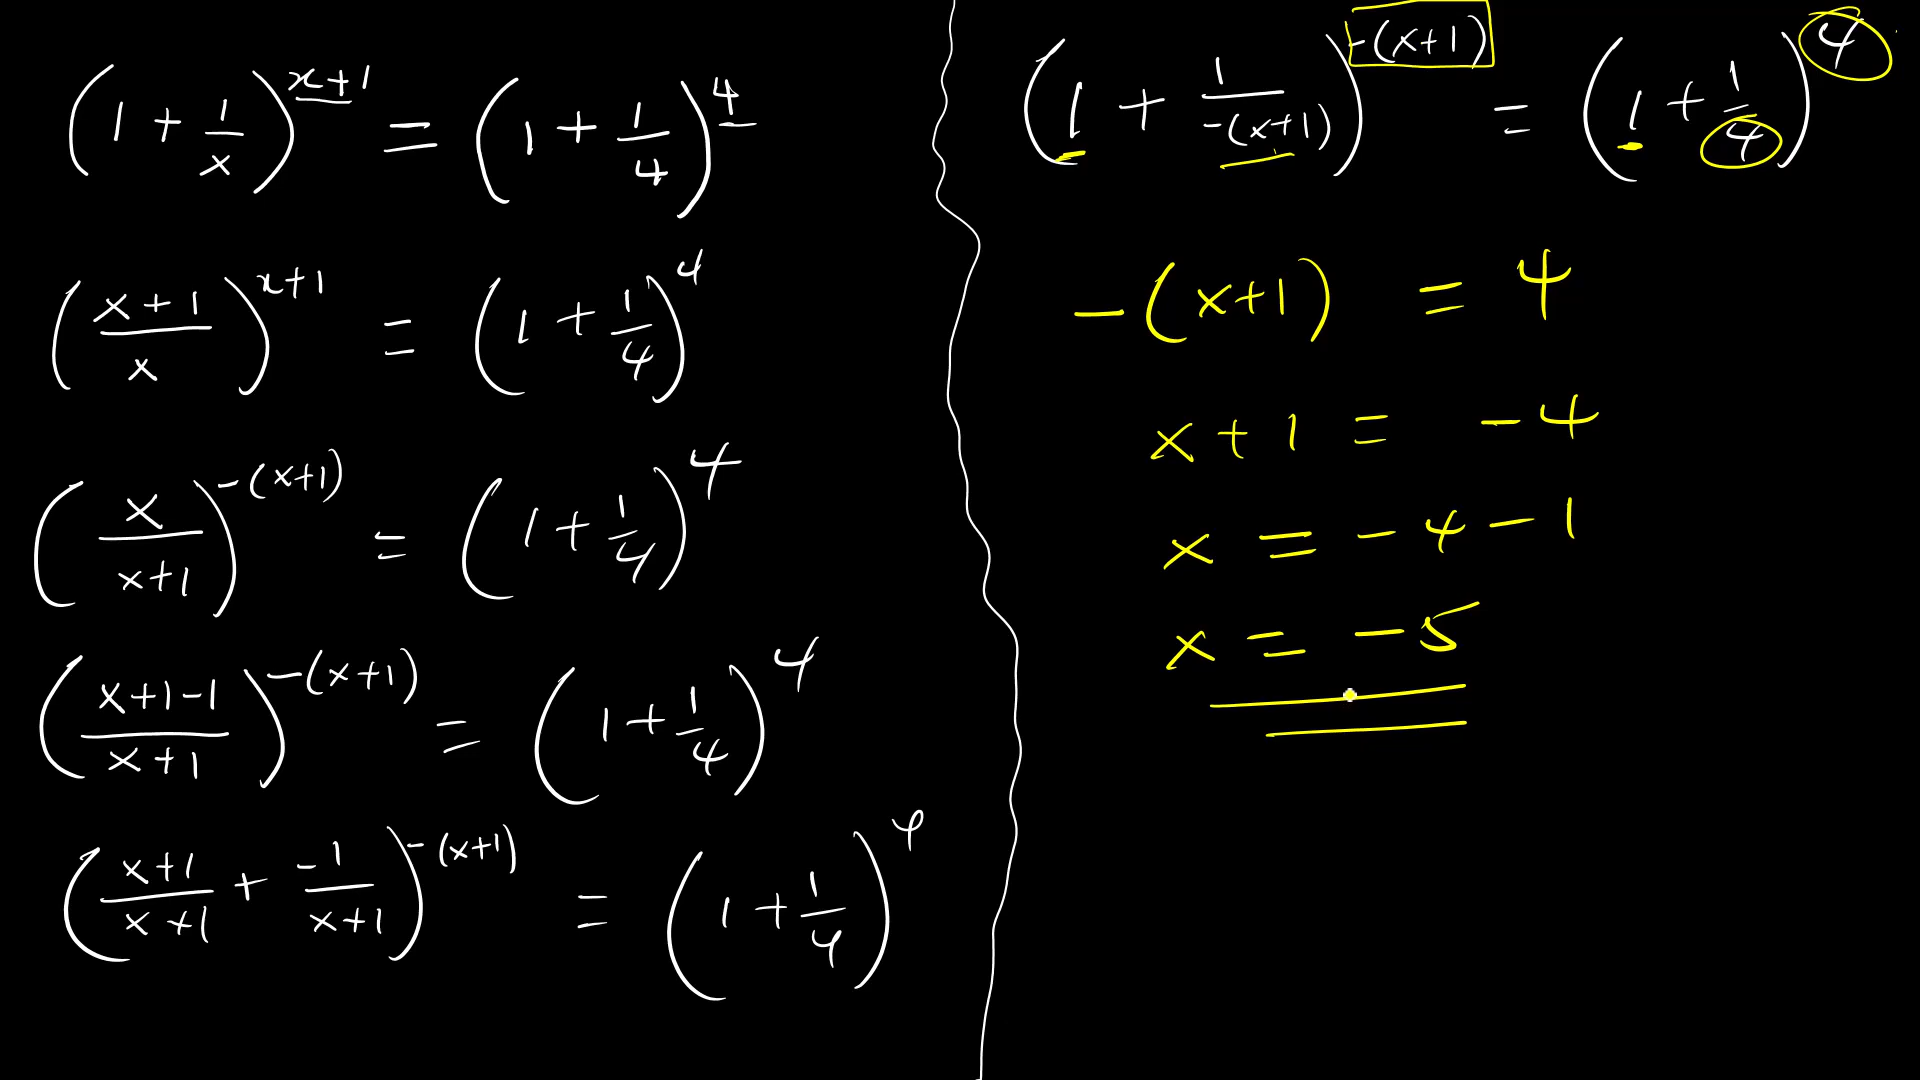 (1 + 1/x)^(x+1) = (1 + 1/4)^4
((x+1)/x)^(x+1) = (1 + 1/4)^4
(x/(x+1))^(-(x+1)) = (1 + 1/4)^4
((x+1-1)/(x+1))^(-(x+1)) = (1 + 1/4)^4
((x+1)/(x+1) + (-1)/(x+1))^(-(x+1)) = (1 + 1/4)^4
(1 + 1/(-(x+1)))^(-(x+1)) = (1 + 1/4)^4
-(x+1) = 4
x + 1 = -4
x = -4 - 1
x = -5